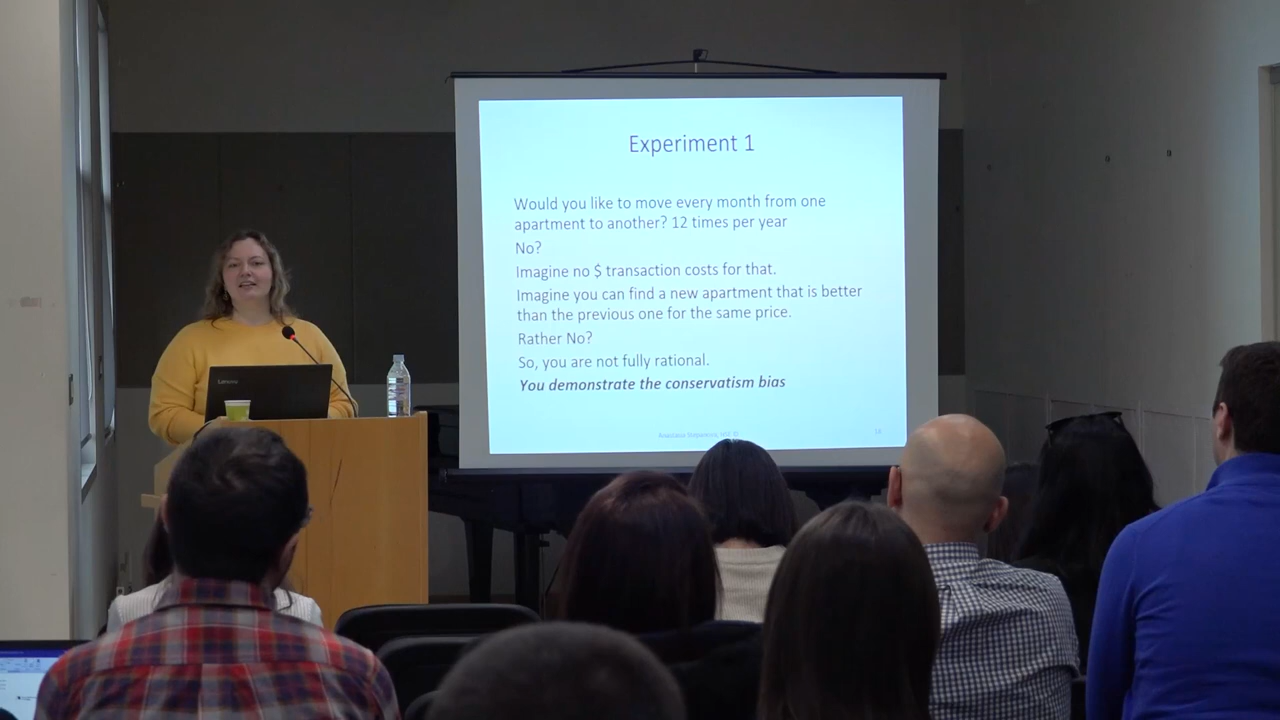 Experiment 1
Would you like to move every month from one
apartment to another? 12 times per year
No?
Imagine no $ transaction costs for that.
Imagine you can find a new apartment that is better
than the previous one for the same price.
Rather No?
So, you are not fully rational.
You demonstrate the conservatism bias
Lenovo